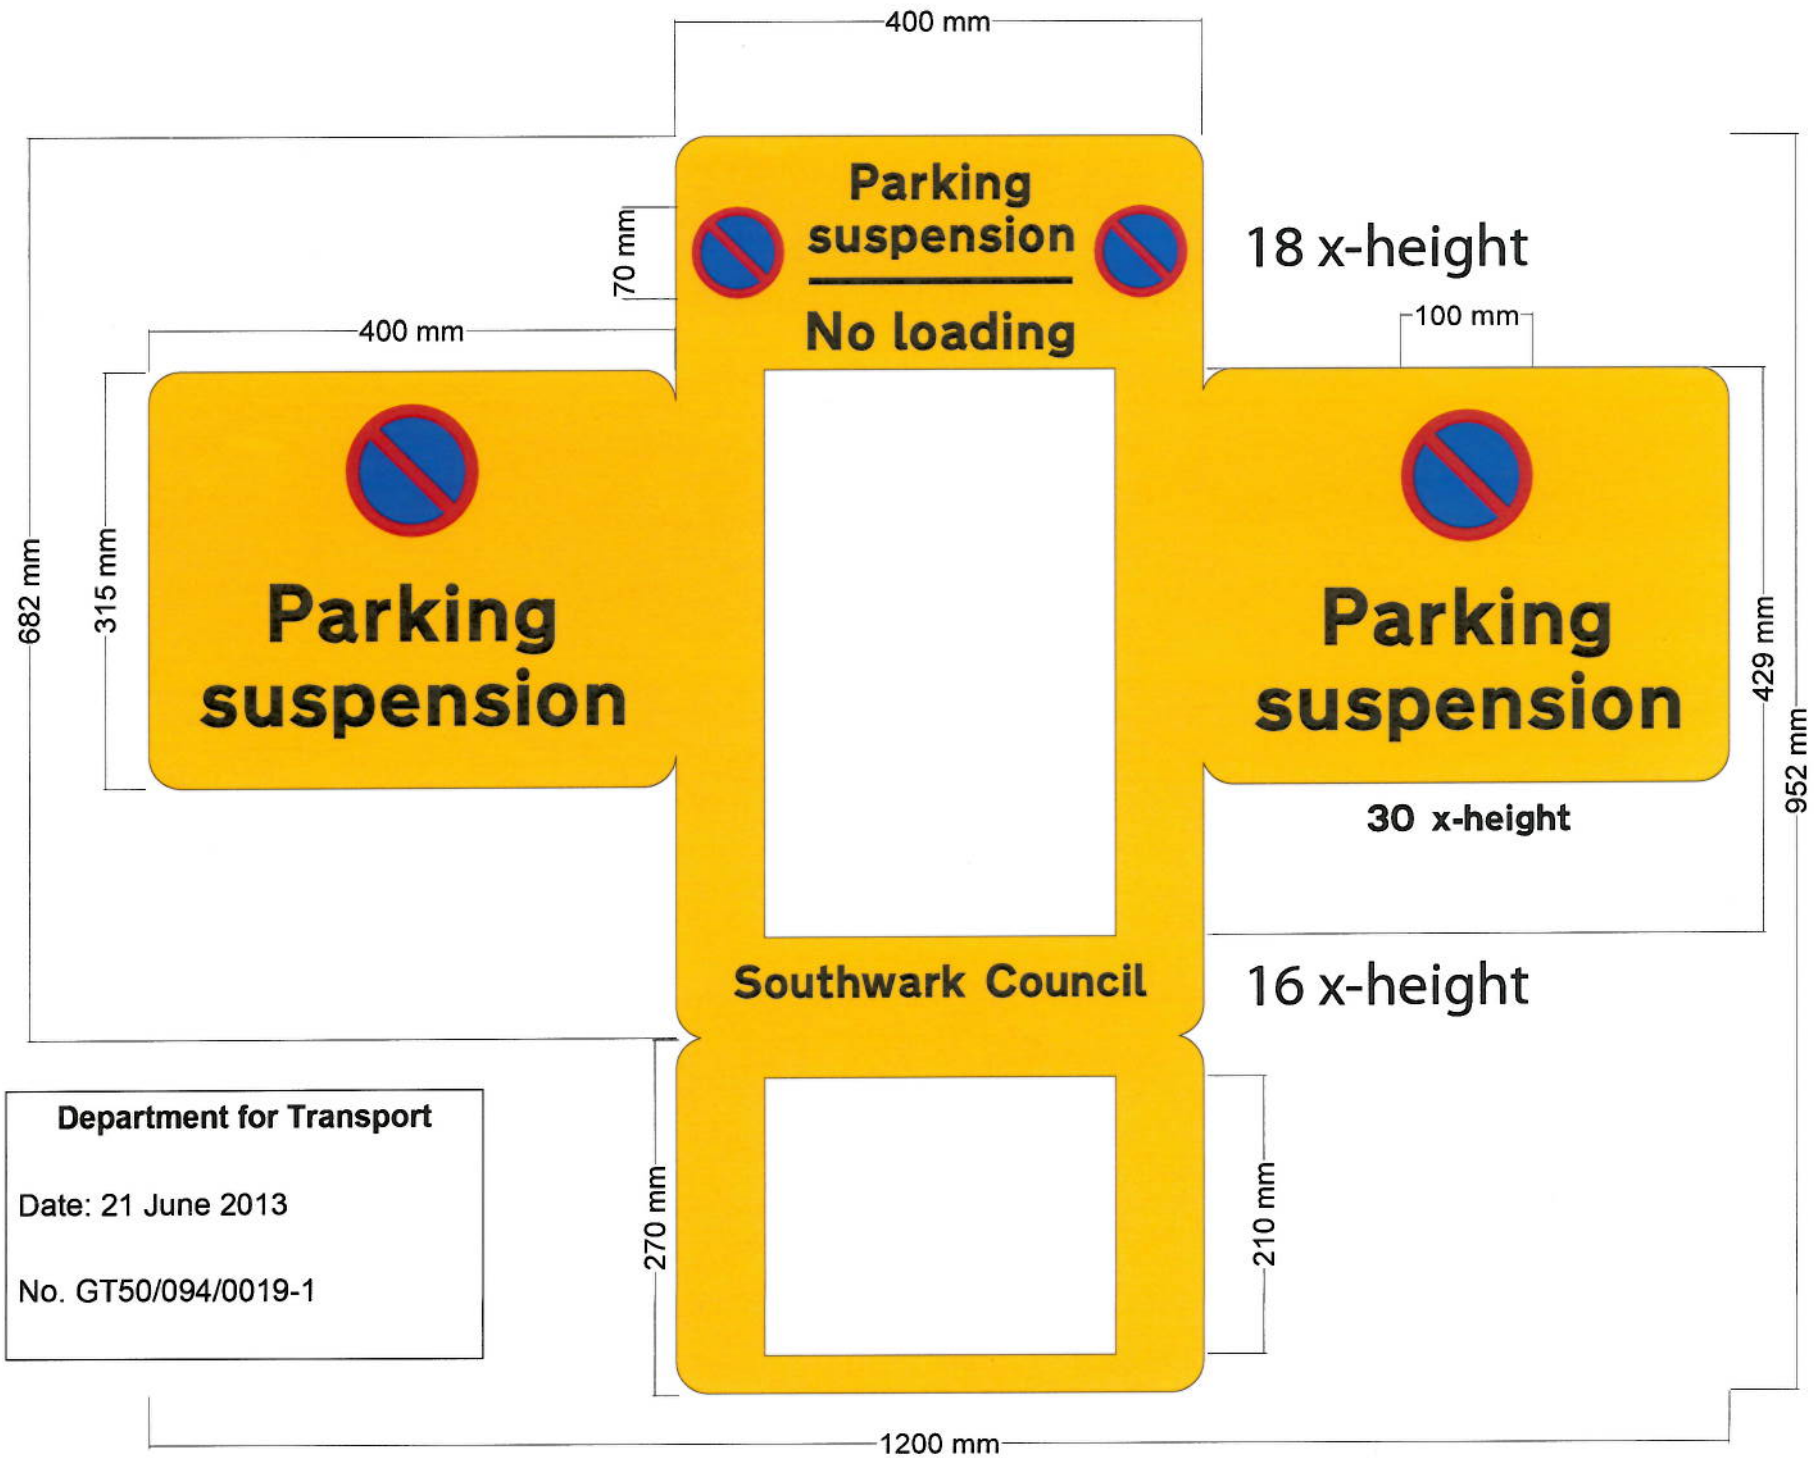 400 mm
Parking
suspension
No loading
70 mm
18 x-height
400 mm
100 mm
682 mm
315 mm
Parking
suspension
Parking
suspension
429 mm
952 mm
30 x-height
Southwark Council
16 x-height
Department for Transport
Date: 21 June 2013
No. GT50/094/0019-1
270 mm
210 mm
1200 mm